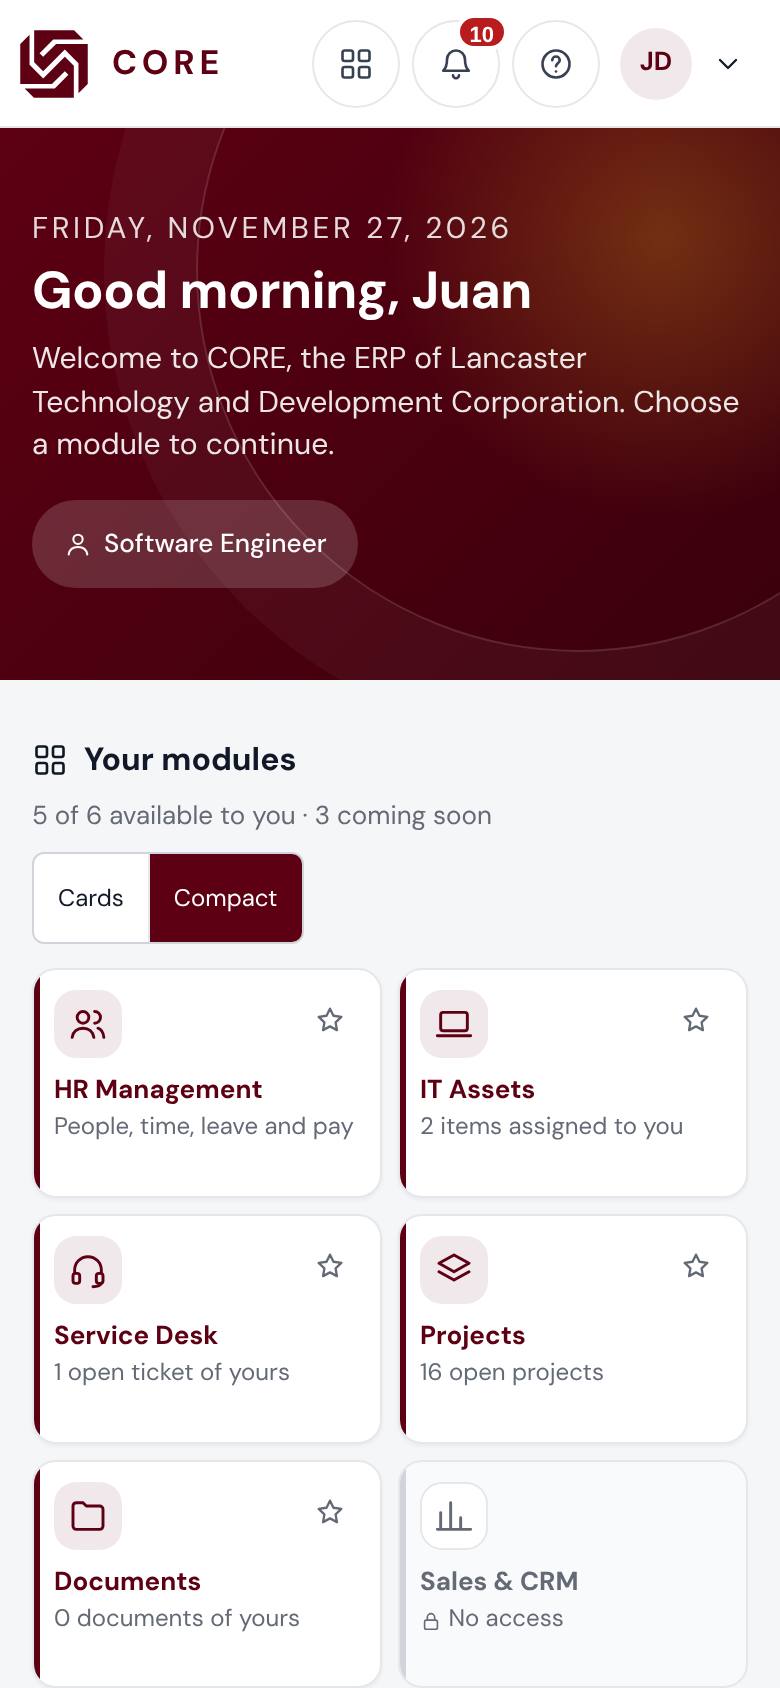 CORE
10
JD
FRIDAY, NOVEMBER 27, 2026
Good morning, Juan
Welcome to CORE, the ERP of Lancaster
Technology and Development Corporation. Choose
a module to continue.
Software Engineer
Your modules
5 of 6 available to you · 3 coming soon
Cards
Compact
HR Management
People, time, leave and pay
IT Assets
2 items assigned to you
Service Desk
1 open ticket of yours
Projects
16 open projects
Documents
0 documents of yours
Sales & CRM
No access